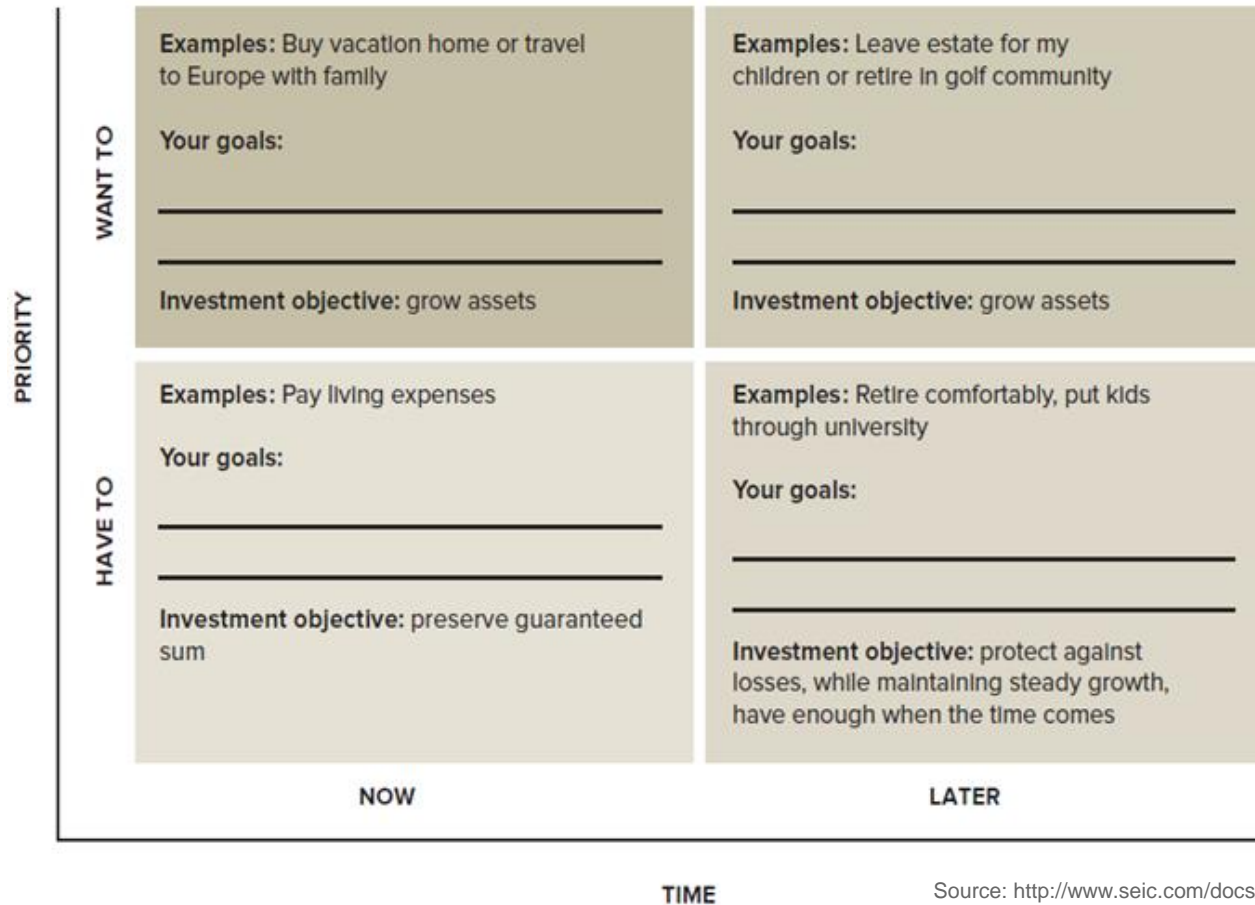 PRIORITY
WANT TO
Examples: Buy vacation home or travel
to Europe with family
Your goals:
Investment objective: grow assets
Examples: Leave estate for my
children or retire in golf community
Your goals:
Investment objective: grow assets
HAVE TO
Examples: Pay living expenses
Your goals:
Investment objective: preserve guaranteed
sum
Examples: Retire comfortably, put kids
through university
Your goals:
Investment objective: protect against
losses, while maintaining steady growth,
have enough when the time comes
NOW
LATER
TIME
Source: http://www.seic.com/docs